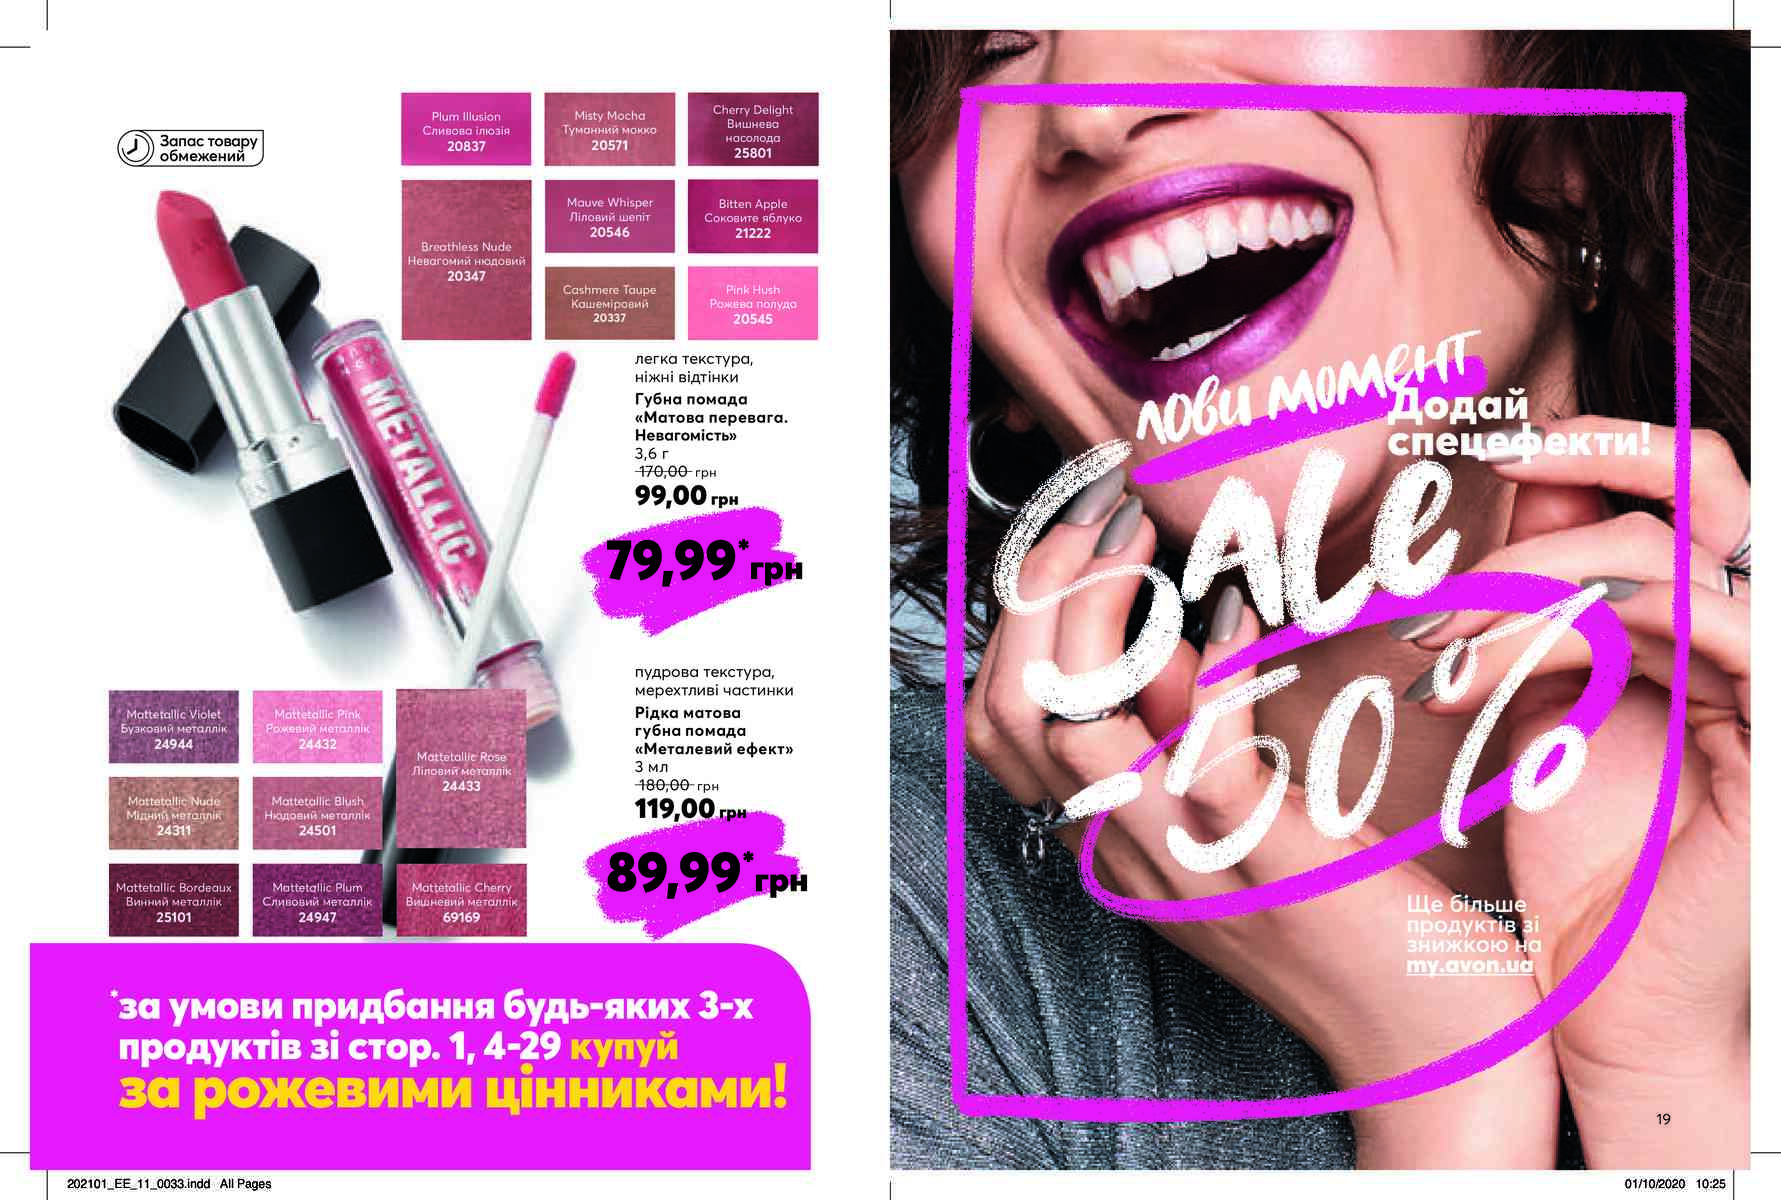 Запас товару
обмежений
Plum Illusion
Сливова ілюзія
20837
Misty Mocha
Туманний мокко
20571
Cherry Delight
Вишнева
насолода
25801
Breathless Nude
Невагомий нюдовий
20347
Mauve Whisper
Ліловий шепіт
20546
Bitten Apple
Соковите яблуко
21222
Cashmere Taupe
Кашеміровий
20337
Pink Hush
Рожева полуда
20545
METALLIC
легка текстура,
ніжні відтінки
Губна помада
«Матова перевага.
Невагомість»
3,6 г
170,00 грн
99,00 грн
79,99* грн
пудрова текстура,
мерехтливі частинки
Рідка матова
губна помада
«Металевий ефект»
3 мл
180,00 грн
119,00 грн
89,99* грн
Mattetallic Violet
Бузковий металлік
24944
Mattetallic Pink
Рожевий металлік
24432
Mattetallic Rose
Ліловий металлік
24433
Mattetallic Nude
Мідний металлік
24311
Mattetallic Blush
Нюдовий металлік
24501
Mattetallic Bordeaux
Винний металлік
25101
Mattetallic Plum
Сливовий металлік
24947
Mattetallic Cherry
Вишневий металлік
69169
*за умови придбання будь-яких 3-х
продуктів зі стор. 1, 4-29 купуй
за рожевими цінниками!
202101_EE_11_0033.indd All Pages
лови момент
Додай
спецефекти!
SALE
-50%
Ще більше
продуктів зі
знижкою на
my.avon.ua
19
01/10/2020 10:25